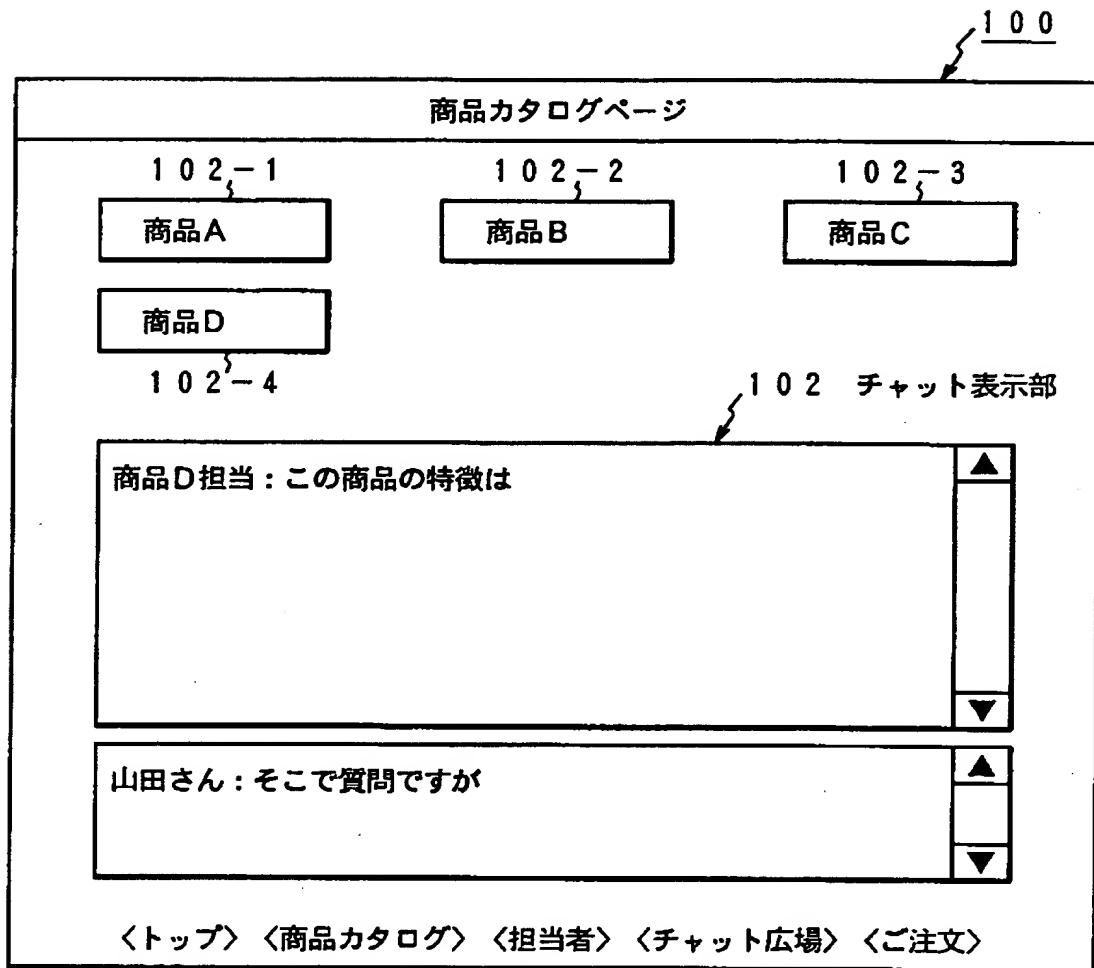 100
商品カタログページ
102-1 102-2 102-3
商品A 商品B 商品C
商品D
102-4
102 チャット表示部
商品D担当:この商品の特徴は
山田さん:そこで質問ですが
〈トップ〉〈商品カタログ〉〈担当者〉〈チャット広場〉〈ご注文〉